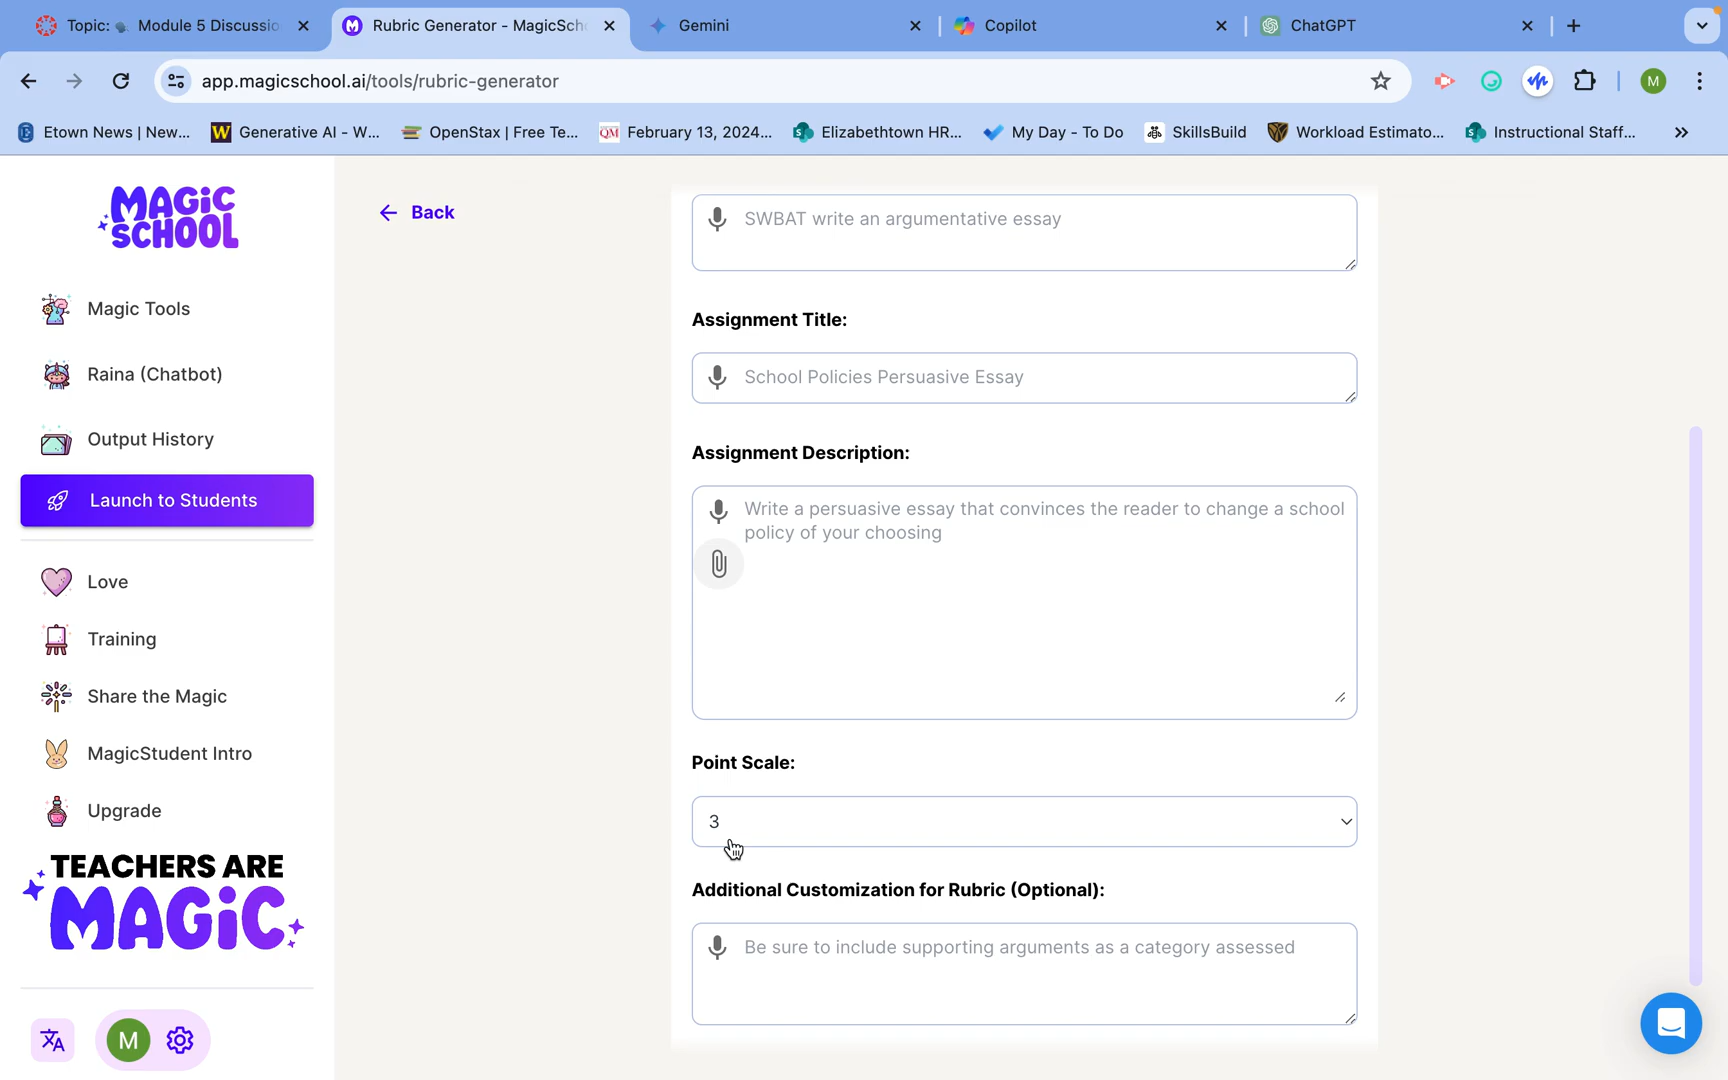 Topic: Module 5 Discussio
Rubric Generator - MagicSch
Gemini
Copilot
ChatGPT
app.magicschool.ai/tools/rubric-generator
M
Etown News | New...
W
Generative AI - W...
OpenStax | Free Te...
QM
February 13, 2024...
Elizabethtown HR...
My Day - To Do
SkillsBuild
Workload Estimato...
Instructional Staff...
MAGiC
SCHOOL
Back
Magic Tools
Raina (Chatbot)
Output History
Launch to Students
Love
Training
Share the Magic
MagicStudent Intro
Upgrade
TEACHERS ARE
MAGiC
M
SWBAT write an argumentative essay
Assignment Title:
School Policies Persuasive Essay
Assignment Description:
Write a persuasive essay that convinces the reader to change a school
policy of your choosing
Point Scale:
3
Additional Customization for Rubric (Optional):
Be sure to include supporting arguments as a category assessed